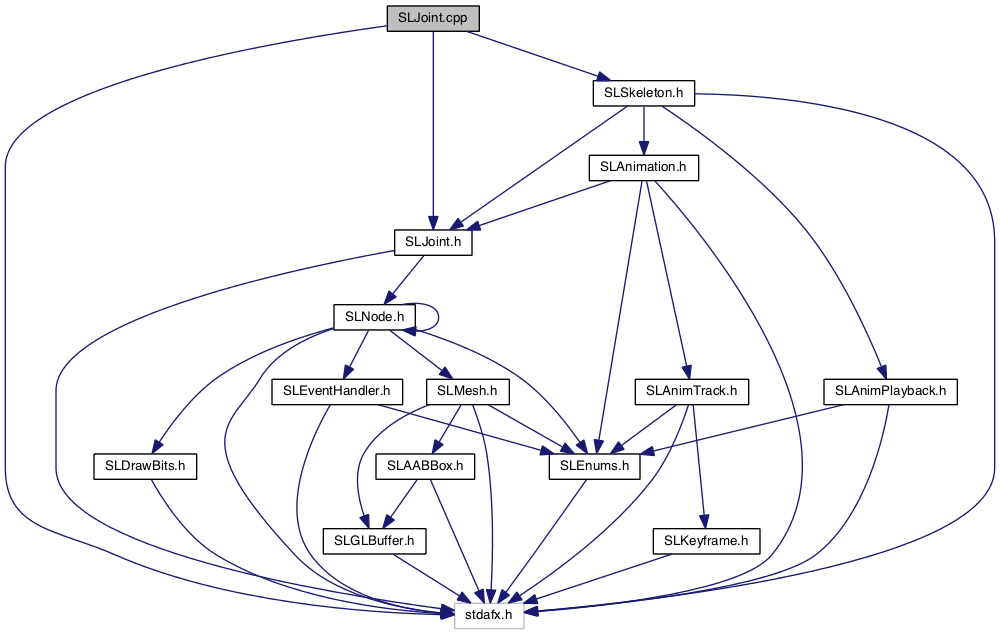 SLJoint.cpp
SLSkeleton.h
SLAnimation.h
SLJoint.h
SLNode.h
SLEventHandler.h
SLMesh.h
SLAnimTrack.h
SLAnimPlayback.h
SLDrawBits.h
SLAABBox.h
SLEnums.h
SLGLBuffer.h
SLKeyframe.h
stdafx.h